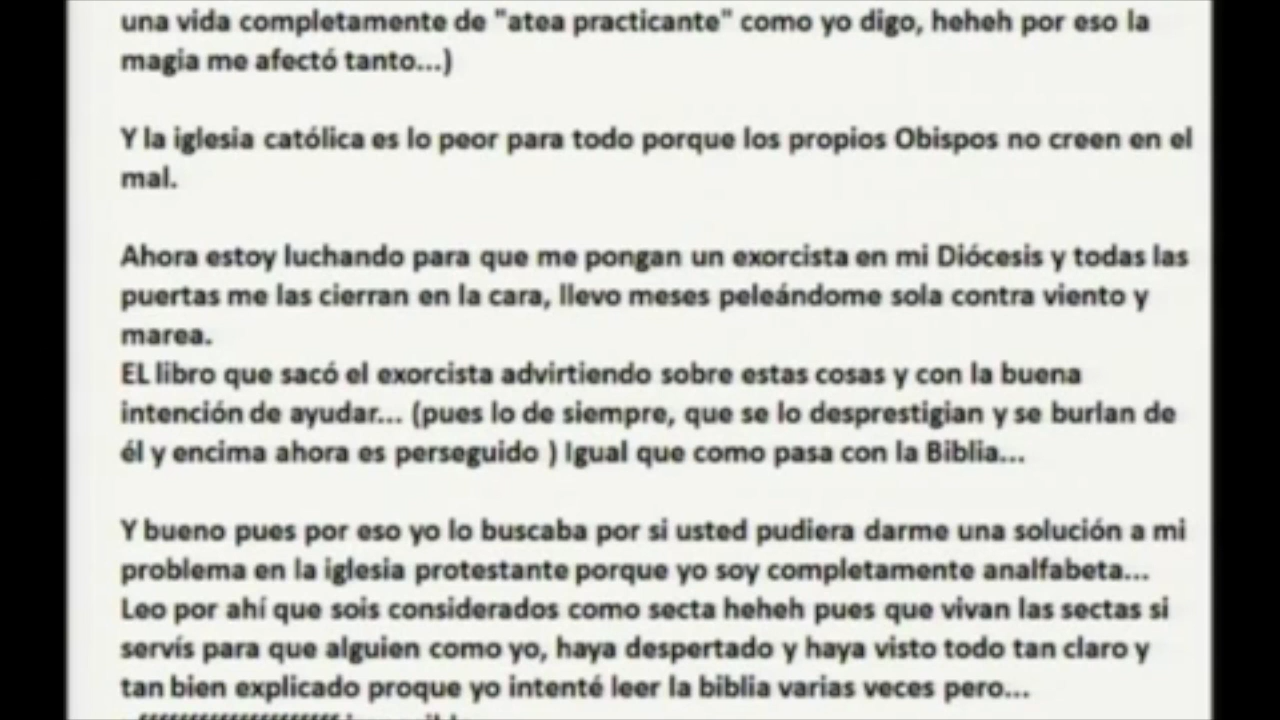 una vida completamente de "atea practicante" como yo digo, heheh por eso la
magia me afectó tanto...)
Y la iglesia católica es lo peor para todo porque los propios Obispos no creen en el
mal.
Ahora estoy luchando para que me pongan un exorcista en mi Diócesis y todas las
puertas me las cierran en la cara, llevo meses peleándome sola contra viento y
marea.
EL libro que sacó el exorcista advirtiendo sobre estas cosas y con la buena
intención de ayudar... (pues lo de siempre, que se lo desprestigian y se burlan de
él y encima ahora es perseguido ) Igual que como pasa con la Biblia...
Y bueno pues por eso yo lo buscaba por si usted pudiera darme una solución a mi
problema en la iglesia protestante porque yo soy completamente analfabeta...
Leo por ahí que sois considerados como secta heheh pues que vivan las sectas si
servís para que alguien como yo, haya despertado y haya visto todo tan claro y
tan bien explicado proque yo intenté leer la biblia varias veces pero...